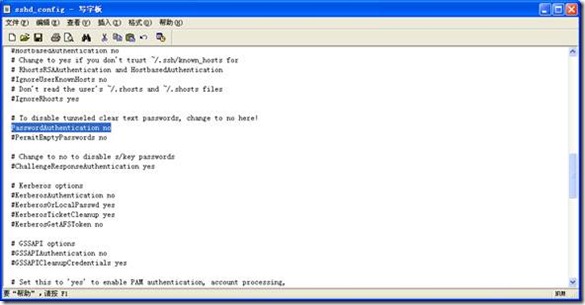 sshd_config - 写字板
文件(F) 编辑(E) 查看(V) 插入(I) 格式(O) 帮助(H)
#HostbasedAuthentication no
# Change to yes if you don't trust ~/.ssh/known_hosts for
# RhostsRSAAuthentication and HostbasedAuthentication
#IgnoreUserKnownHosts no
# Don't read the user's ~/.rhosts and ~/.shosts files
#IgnoreRhosts yes
# To disable tunneled clear text passwords, change to no here!
PasswordAuthentication no
#PermitEmptyPasswords no
# Change to no to disable s/key passwords
#ChallengeResponseAuthentication yes
# Kerberos options
#KerberosAuthentication no
#KerberosOrLocalPasswd yes
#KerberosTicketCleanup yes
#KerberosGetAFSToken no
# GSSAPI options
#GSSAPIAuthentication no
#GSSAPICleanupCredentials yes
# Set this to 'yes' to enable PAM authentication, account processing,
要“帮助”，请按 F1
NUM